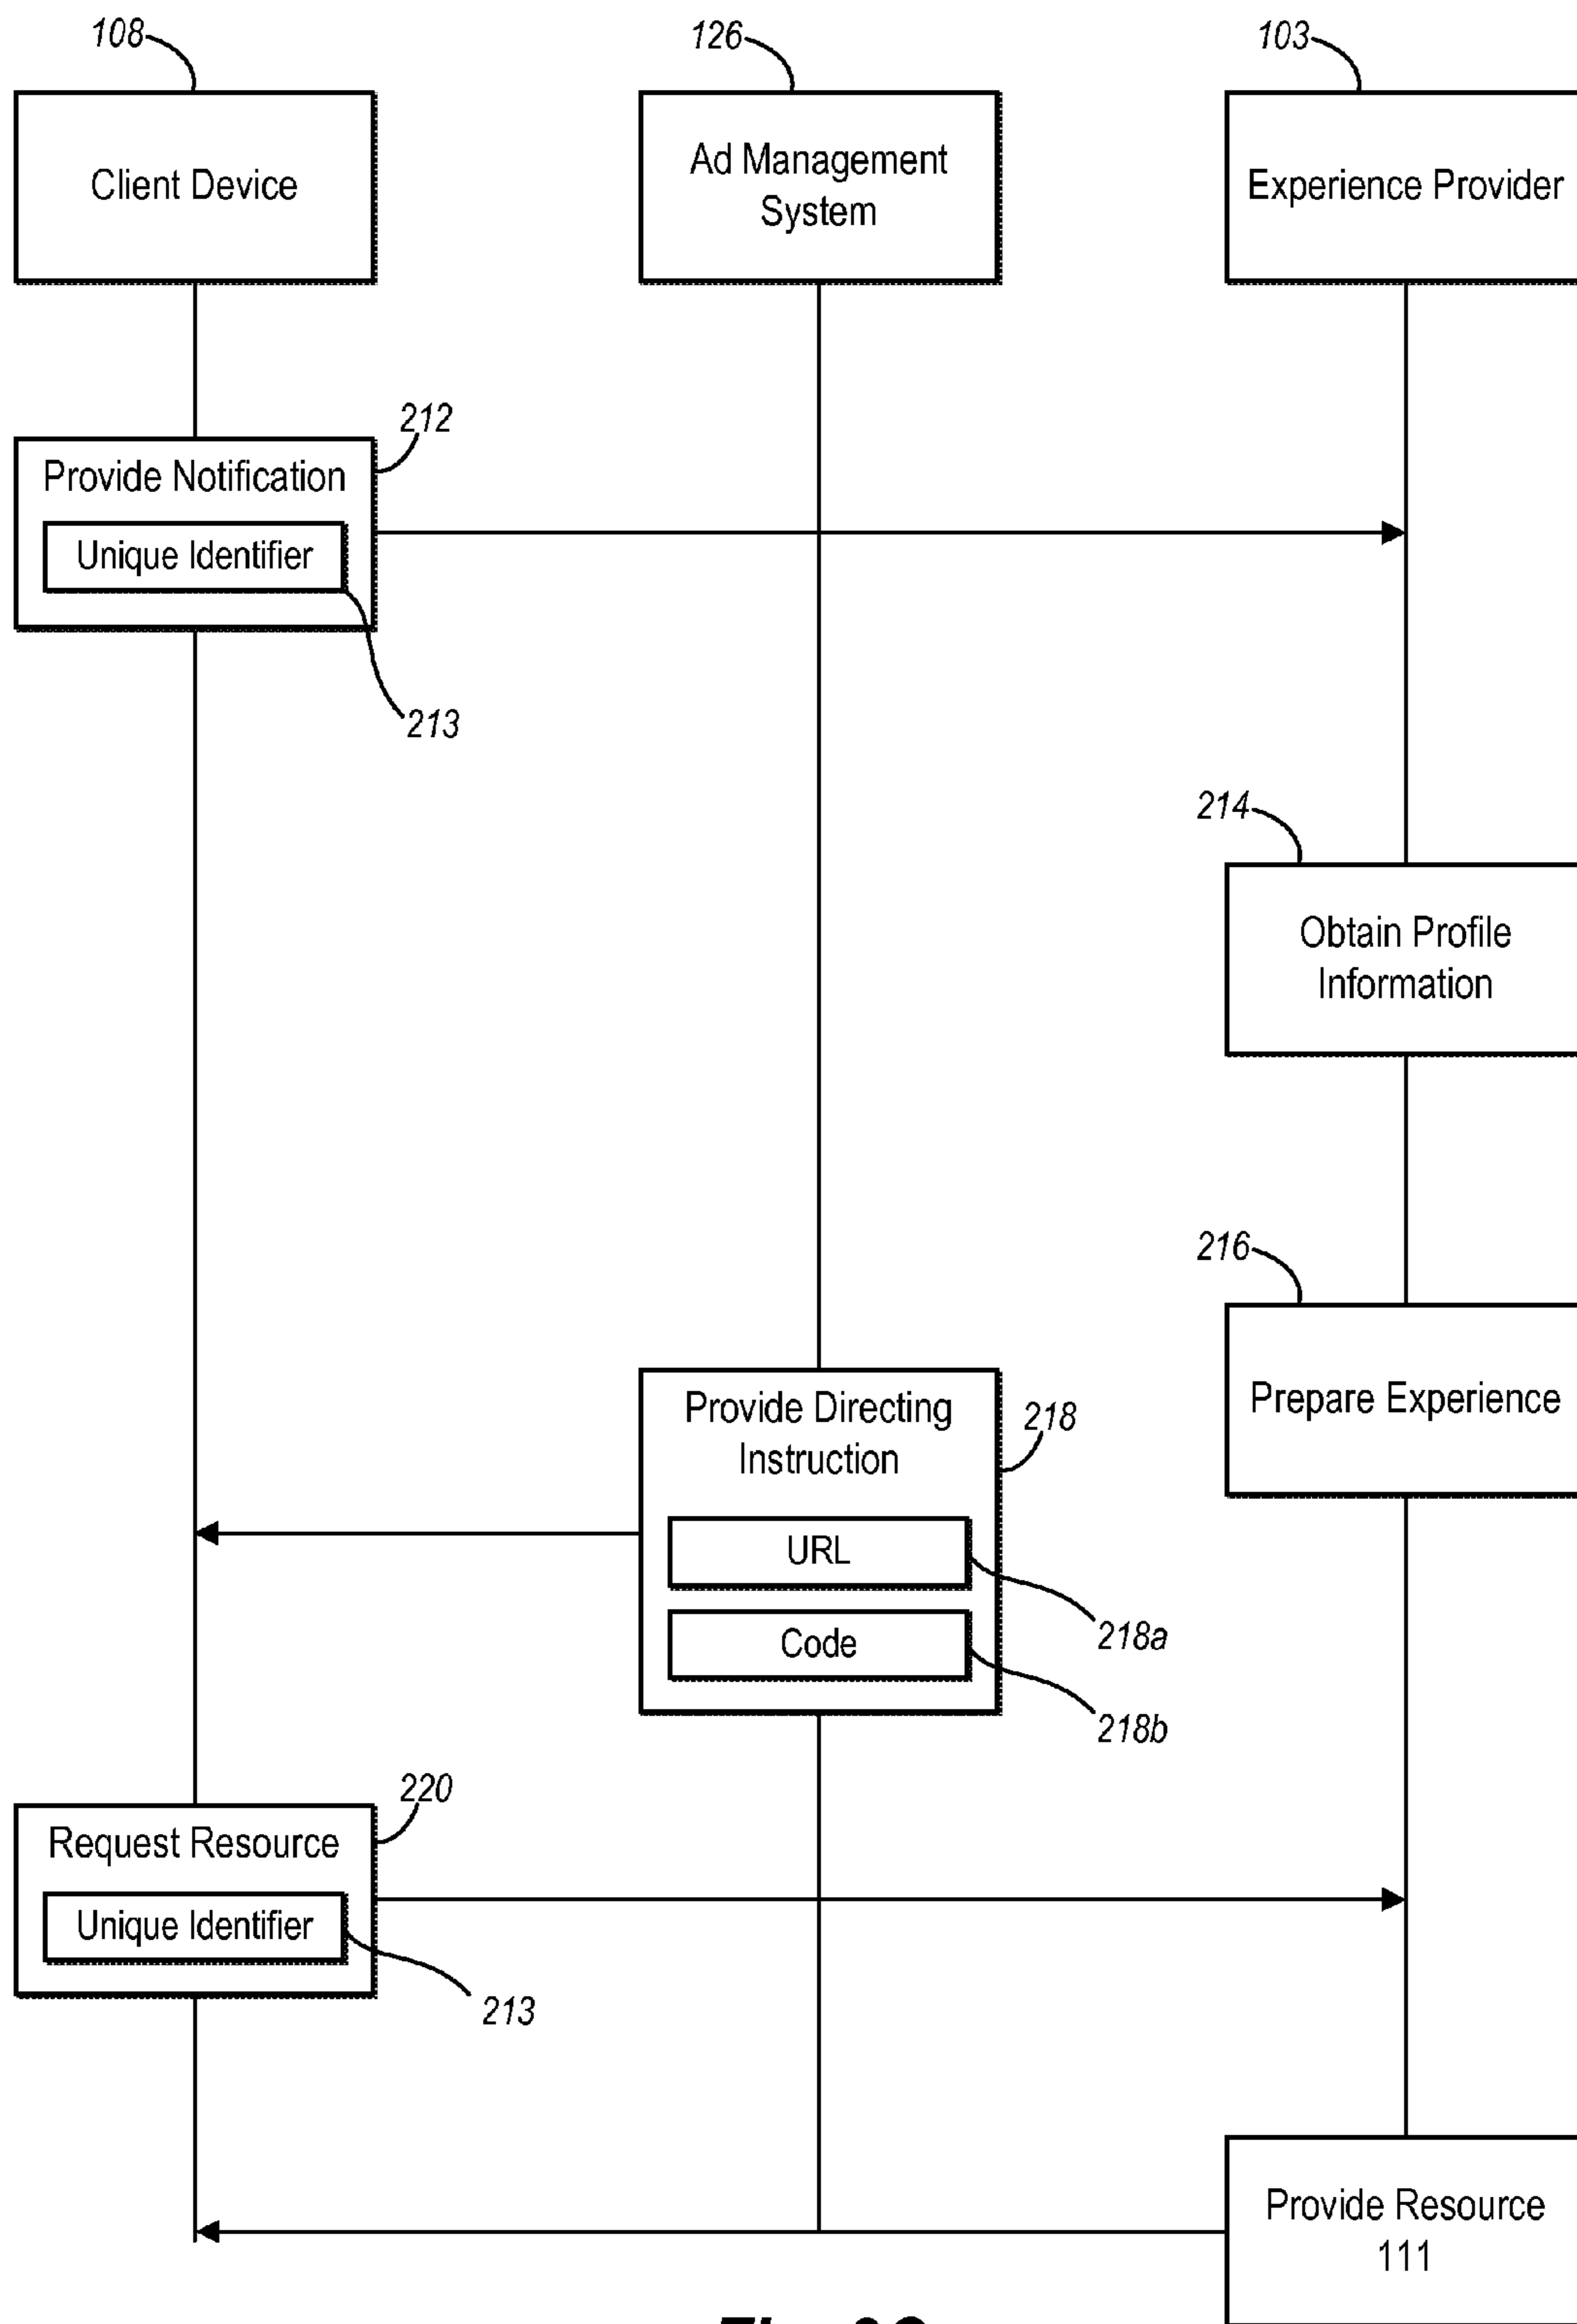 108
126
103
Client Device
Ad Management
System
Experience Provider
212
Provide Notification
Unique Identifier
213
214
Obtain Profile
Information
216
Prepare Experience
Provide Directing
Instruction
218
URL
218a
Code
218b
220
Request Resource
Unique Identifier
213
Provide Resource
111